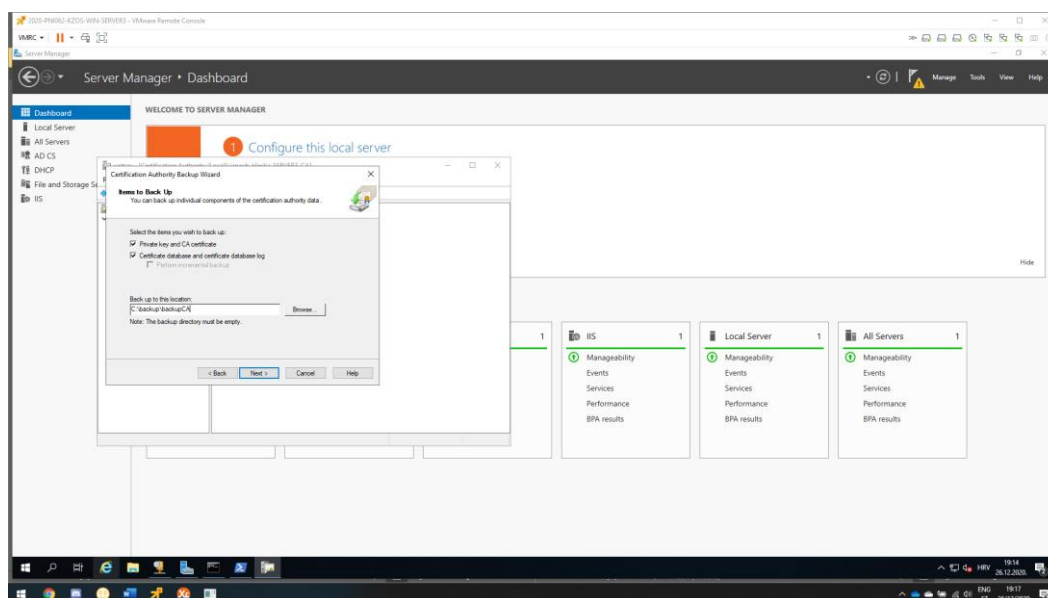 2020-PNI062-KZOS-WIN-SERVER3 - VMware Remote Console
VMRC
Server Manager
Server Manager • Dashboard
Manage Tools View Help
Dashboard
Local Server
All Servers
AD CS
DHCP
File and Storage Se
IIS
WELCOME TO SERVER MANAGER
1 Configure this local server
Hide
Certification Authority Backup Wizard
Items to Back Up
You can back up individual components of the certification authority data.
Select the items you wish to back up:
Private key and CA certificate
Certificate database and certificate database log
Perform incremental backup
Back up to this location:
C:\backup\backupCA
Browse...
Note: The backup directory must be empty.
< Back Next > Cancel Help
1
IIS 1
Manageability
Events
Services
Performance
BPA results
Local Server 1
Manageability
Events
Services
Performance
BPA results
All Servers 1
Manageability
Events
Services
Performance
BPA results
HRV
19:14
26.12.2020.
ENG
19:17